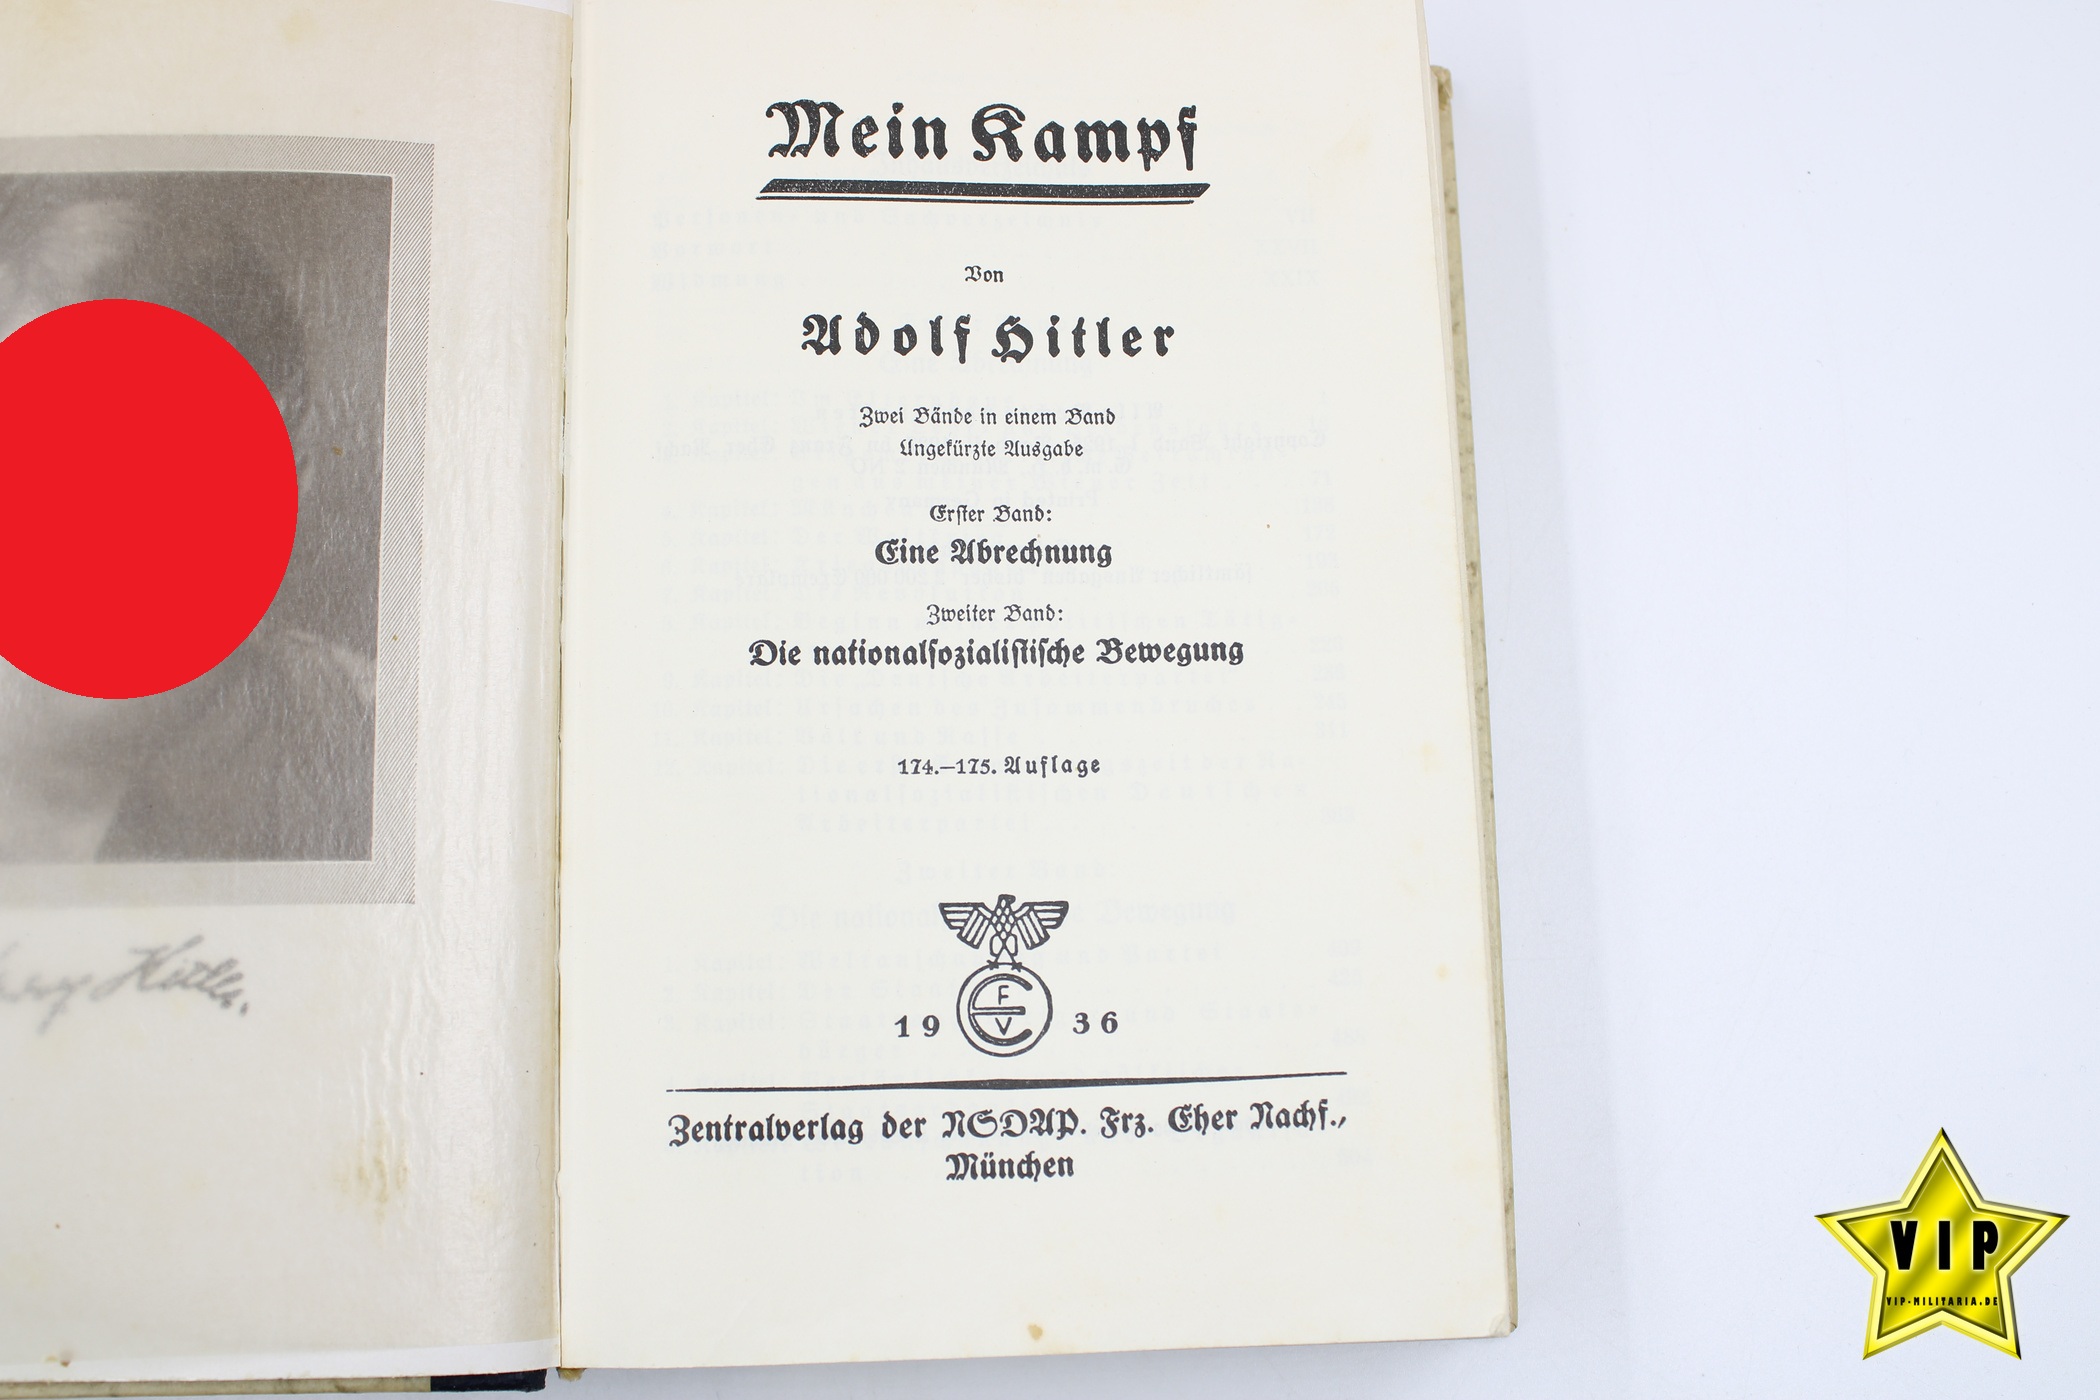 Hitler.
Mein Kampf
Von
Adolf Hitler
Zwei Bände in einem Band
Ungekürzte Ausgabe
Erster Band:
Eine Abrechnung
Zweiter Band:
Die nationalsozialistische Bewegung
174.–175. Auflage
F
E
V
19 36
Zentralverlag der NSDAP. Frz. Eher Nachf.,
München
VIP
VIP-MILITARIA.DE